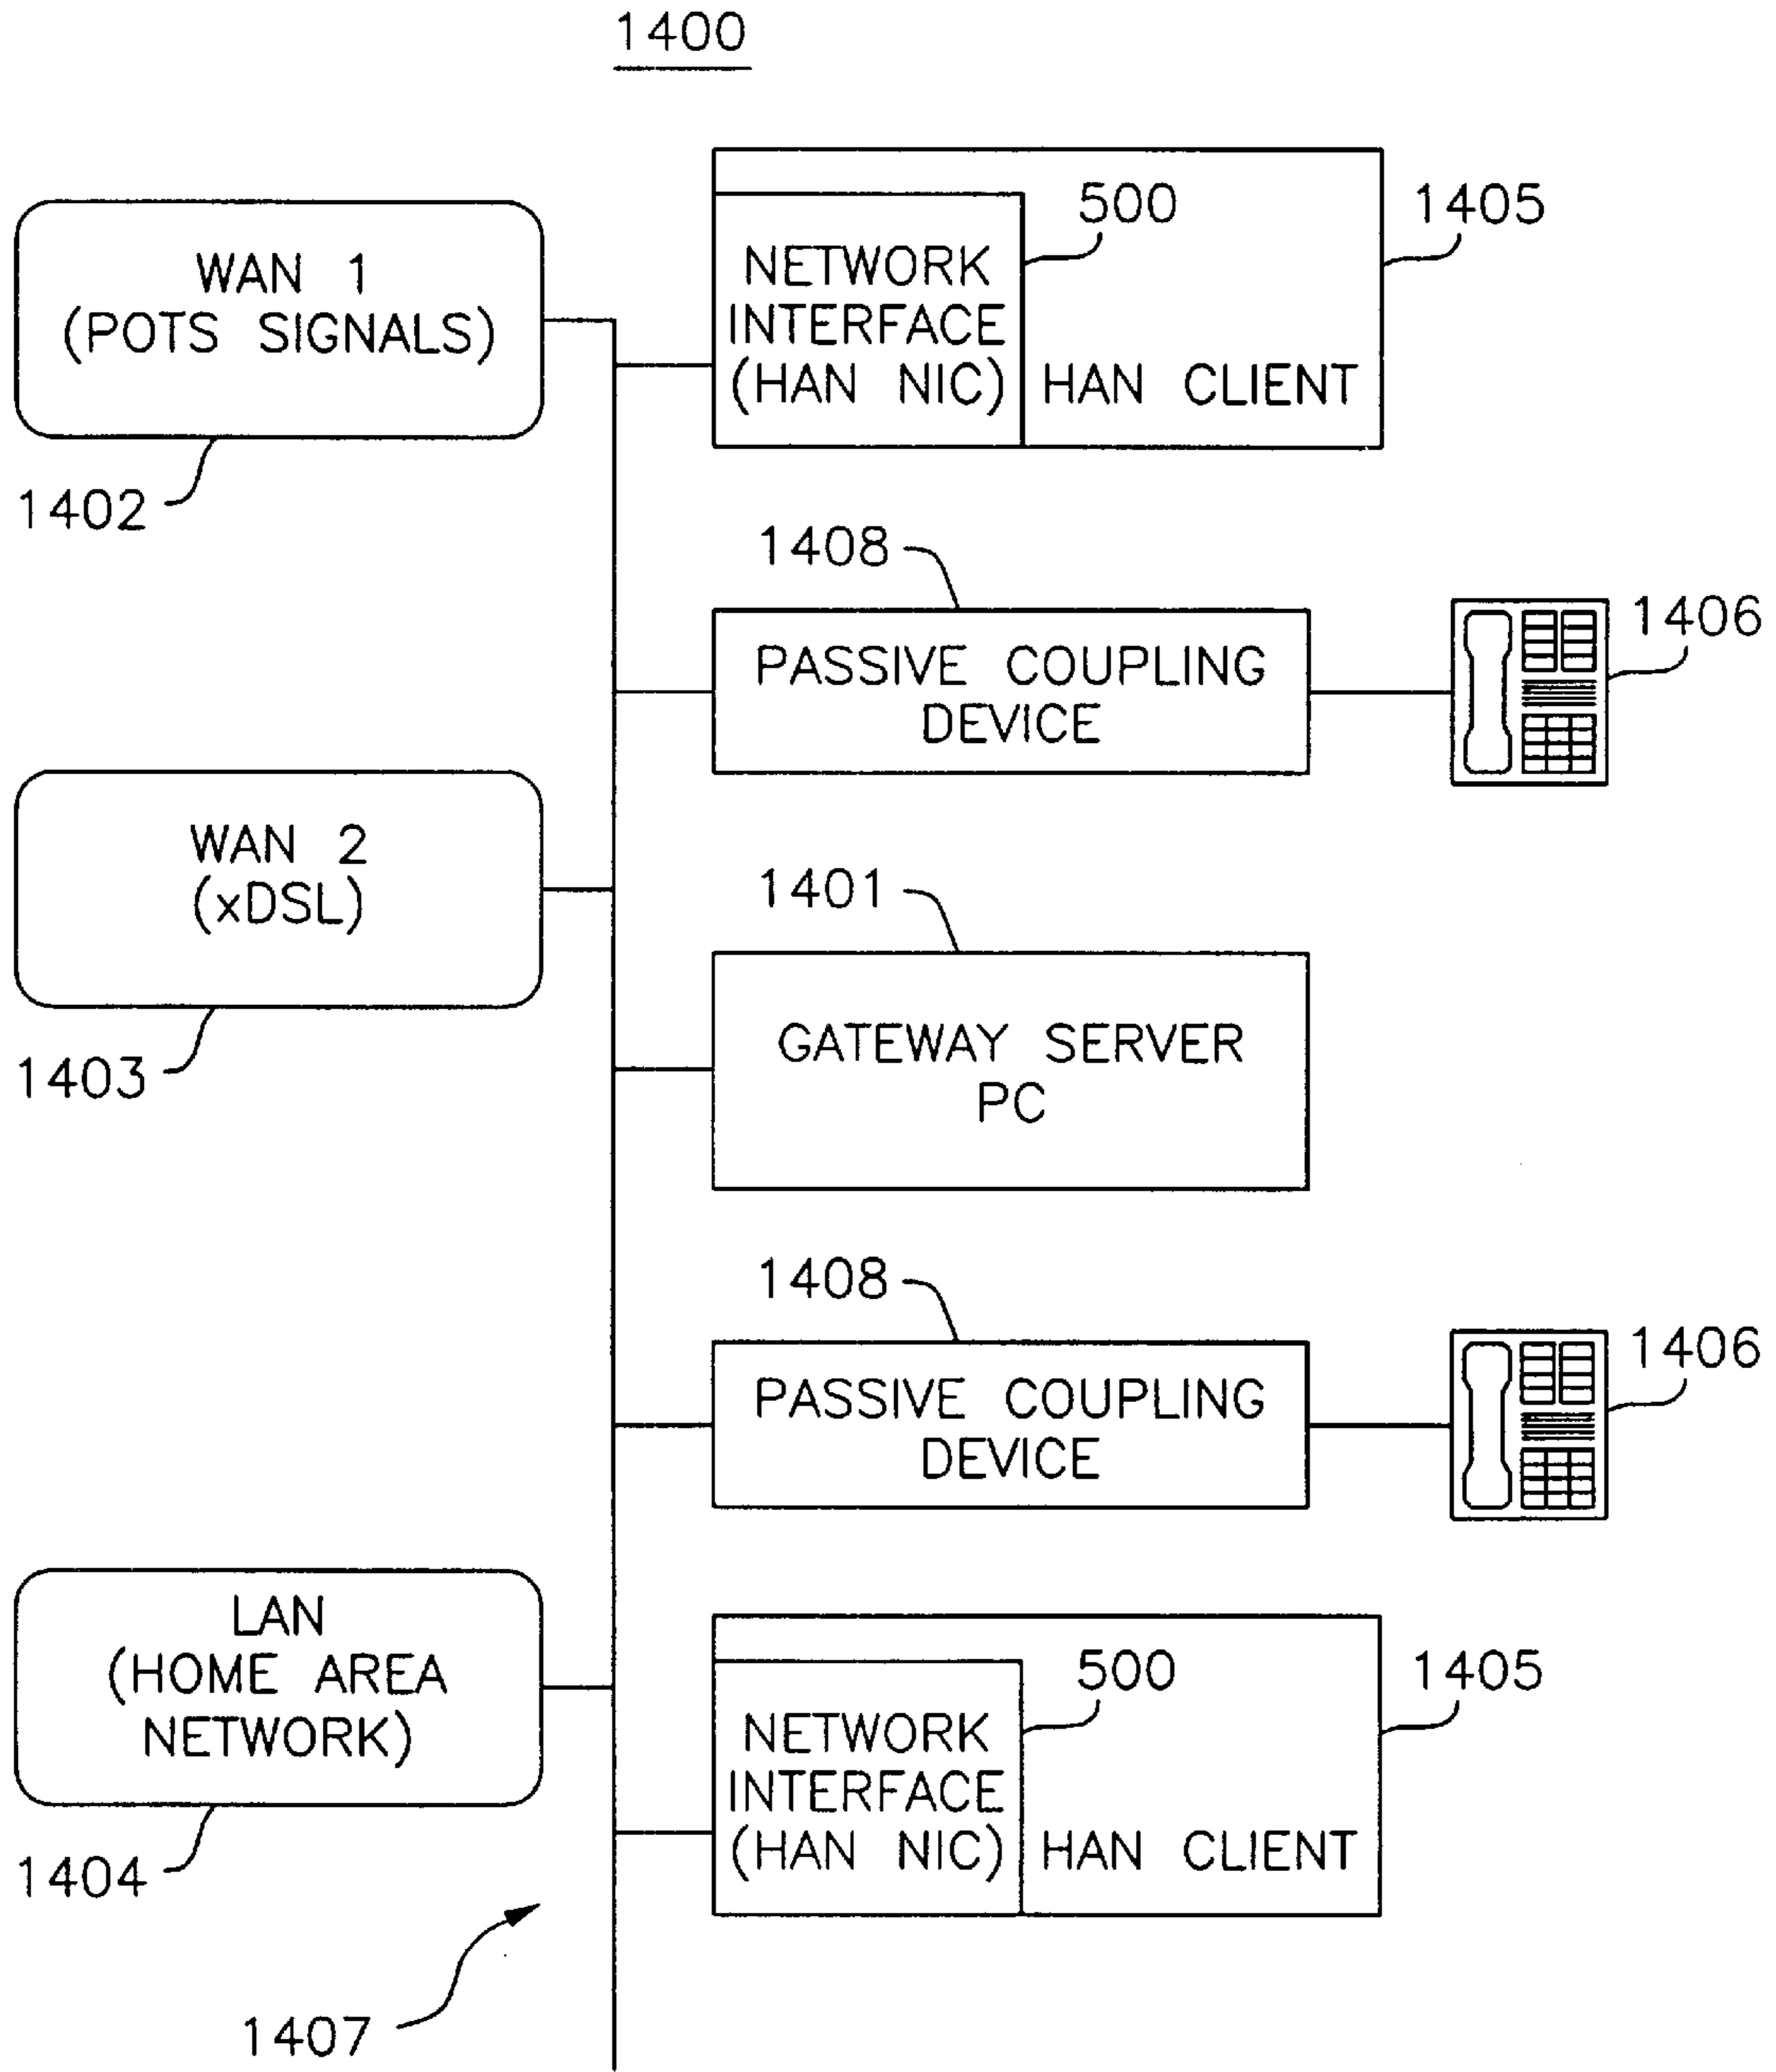 1400
WAN 1
(POTS SIGNALS)
1402
NETWORK
INTERFACE
(HAN NIC)
500
HAN CLIENT
1405
1408
PASSIVE COUPLING
DEVICE
1406
WAN 2
(xDSL)
1403
1401
GATEWAY SERVER
PC
1408
PASSIVE COUPLING
DEVICE
1406
LAN
(HOME AREA
NETWORK)
1404
NETWORK
INTERFACE
(HAN NIC)
500
HAN CLIENT
1405
1407